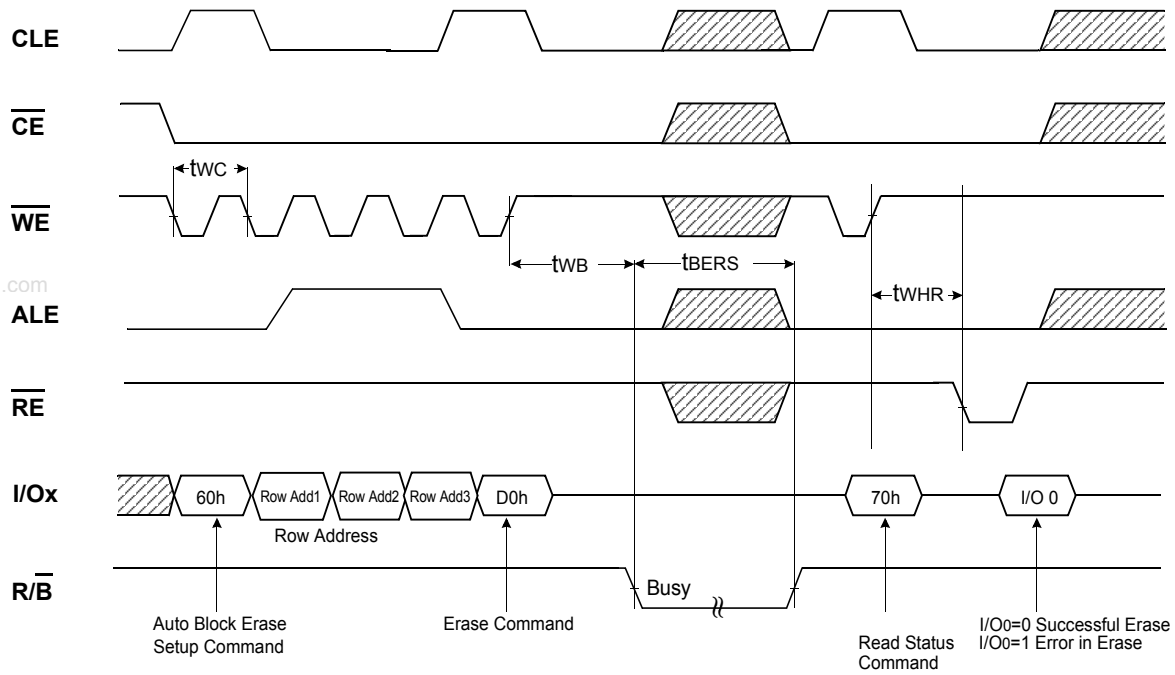 CLE
CE
tWC
WE
tWB
tBERS
.com
ALE
tWHR
RE
I/Ox
60h
Row Add1
Row Add2
Row Add3
D0h
70h
I/O 0
Row Address
R/B
Busy
Auto Block Erase
Setup Command
Erase Command
Read Status
Command
I/O0=0 Successful Erase
I/O0=1 Error in Erase